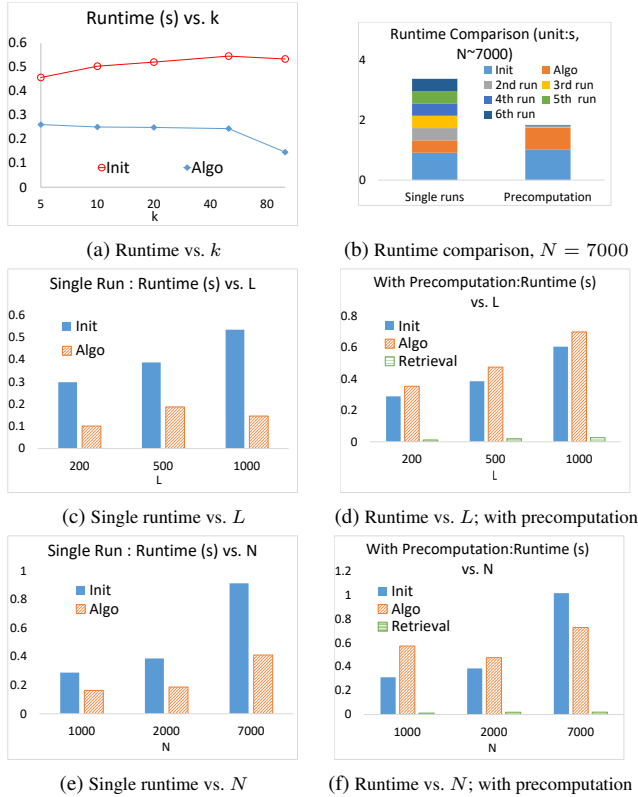 Runtime (s) vs. k
0.6
0.5
0.4
0.3
0.2
0.1
0
Init Algo
5 10 20 40 80
k
(a) Runtime vs. k
Runtime Comparison (unit:s,
N~7000)
4
2
0
Init Algo
2nd run 3rd run
4th run 5th run
6th run
Single runs Precomputation
(b) Runtime comparison, N = 7000
Single Run : Runtime (s) vs. L
0.6
0.5
0.4
0.3
0.2
0.1
0
Init
Algo
200 500 1000
L
(c) Single runtime vs. L
With Precomputation:Runtime (s)
vs. L
0.8
0.6
0.4
0.2
0
Init
Algo
Retrieval
200 500 1000
L
(d) Runtime vs. L; with precomputation
Single Run : Runtime (s) vs. N
1
0.8
0.6
0.4
0.2
0
Init
Algo
1000 2000 7000
N
(e) Single runtime vs. N
With Precomputation:Runtime (s)
vs. N
1.2
1
0.8
0.6
0.4
0.2
0
Init
Algo
Retrieval
1000 2000 7000
N
(f) Runtime vs. N; with precomputation